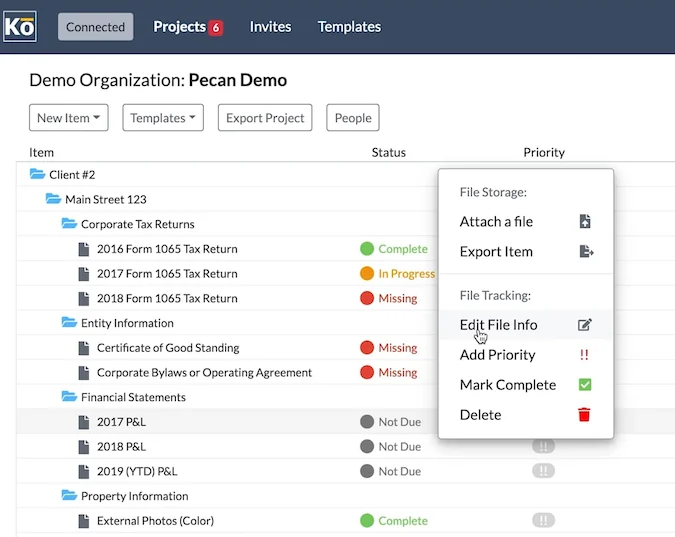 Kō Connected Projects 6 Invites Templates
Demo Organization: Pecan Demo
New Item Templates Export Project People
Item Status Priority
Client #2
Main Street 123
Corporate Tax Returns
2016 Form 1065 Tax Return Complete
2017 Form 1065 Tax Return In Progress
2018 Form 1065 Tax Return Missing
Entity Information
Certificate of Good Standing Missing
Corporate Bylaws or Operating Agreement Missing
Financial Statements
2017 P&L Not Due
2018 P&L Not Due !!
2019 (YTD) P&L Not Due !!
Property Information
External Photos (Color) Complete !!
File Storage:
Attach a file
Export Item
File Tracking:
Edit File Info
Add Priority !!
Mark Complete
Delete